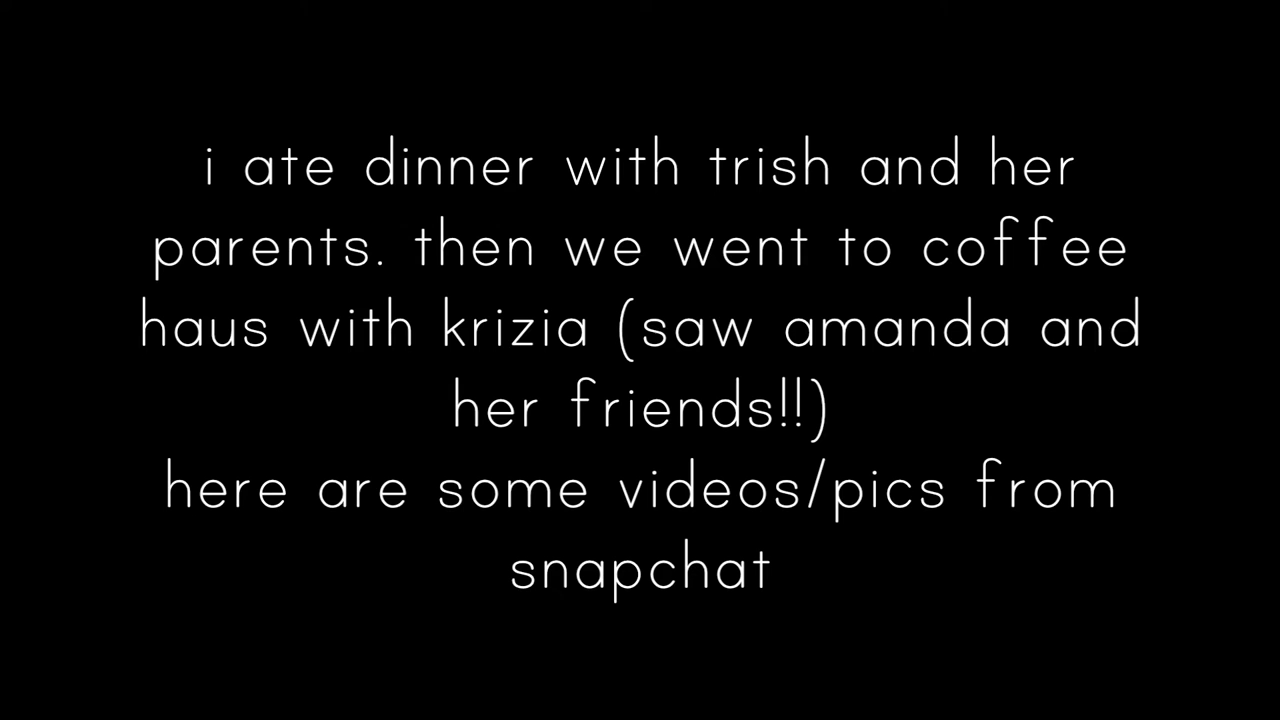 i ate dinner with trish and her
parents. then we went to coffee
haus with krizia (saw amanda and
her friends!!)
here are some videos/pics from
snapchat